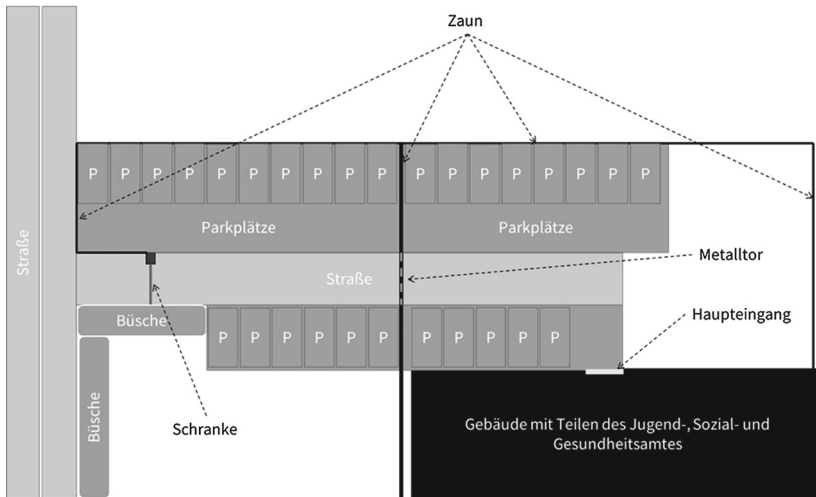 Zaun
P P P P P P P P P P P P P P P P P P
Parkplätze Parkplätze
Straße
Metalltor
Straße
Haupteingang
Büsche
P P P P P P P P P P P
Büsche
Schranke
Gebäude mit Teilen des Jugend-, Sozial- und
Gesundheitsamtes